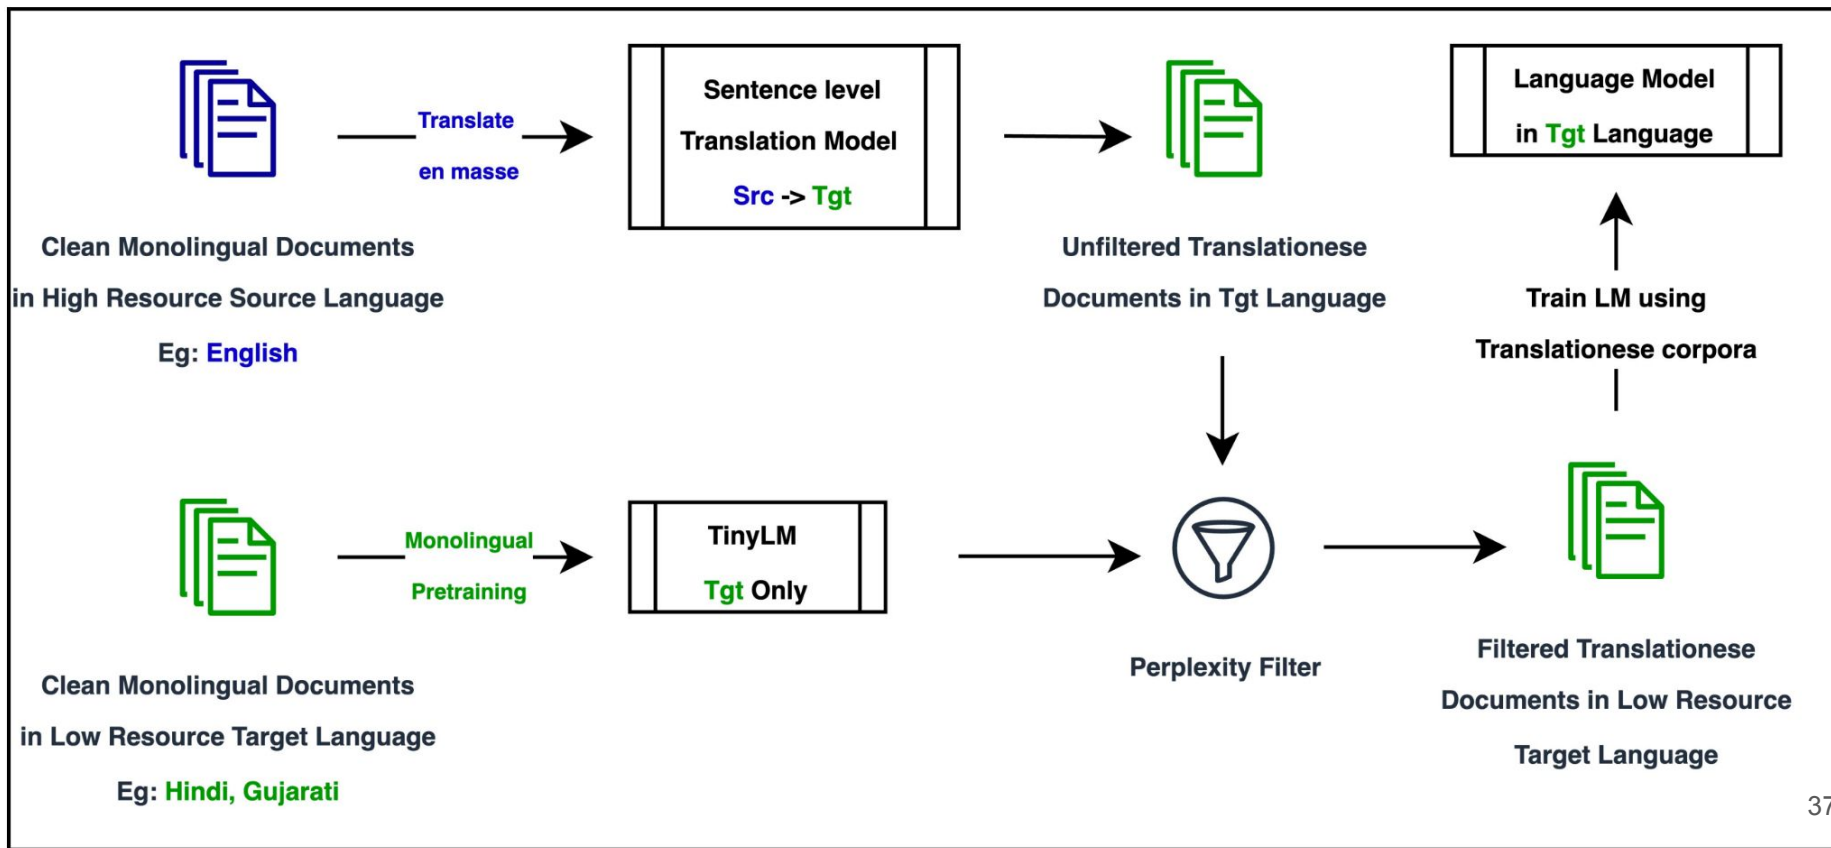 Translate
en masse
Sentence level
Translation Model
Src -> Tgt
Language Model
in Tgt Language
Clean Monolingual Documents
in High Resource Source Language
Eg: English
Unfiltered Translationese
Documents in Tgt Language
Train LM using
Translationese corpora
Monolingual
Pretraining
TinyLM
Tgt Only
Perplexity Filter
Clean Monolingual Documents
in Low Resource Target Language
Eg: Hindi, Gujarati
Filtered Translationese
Documents in Low Resource
Target Language
37